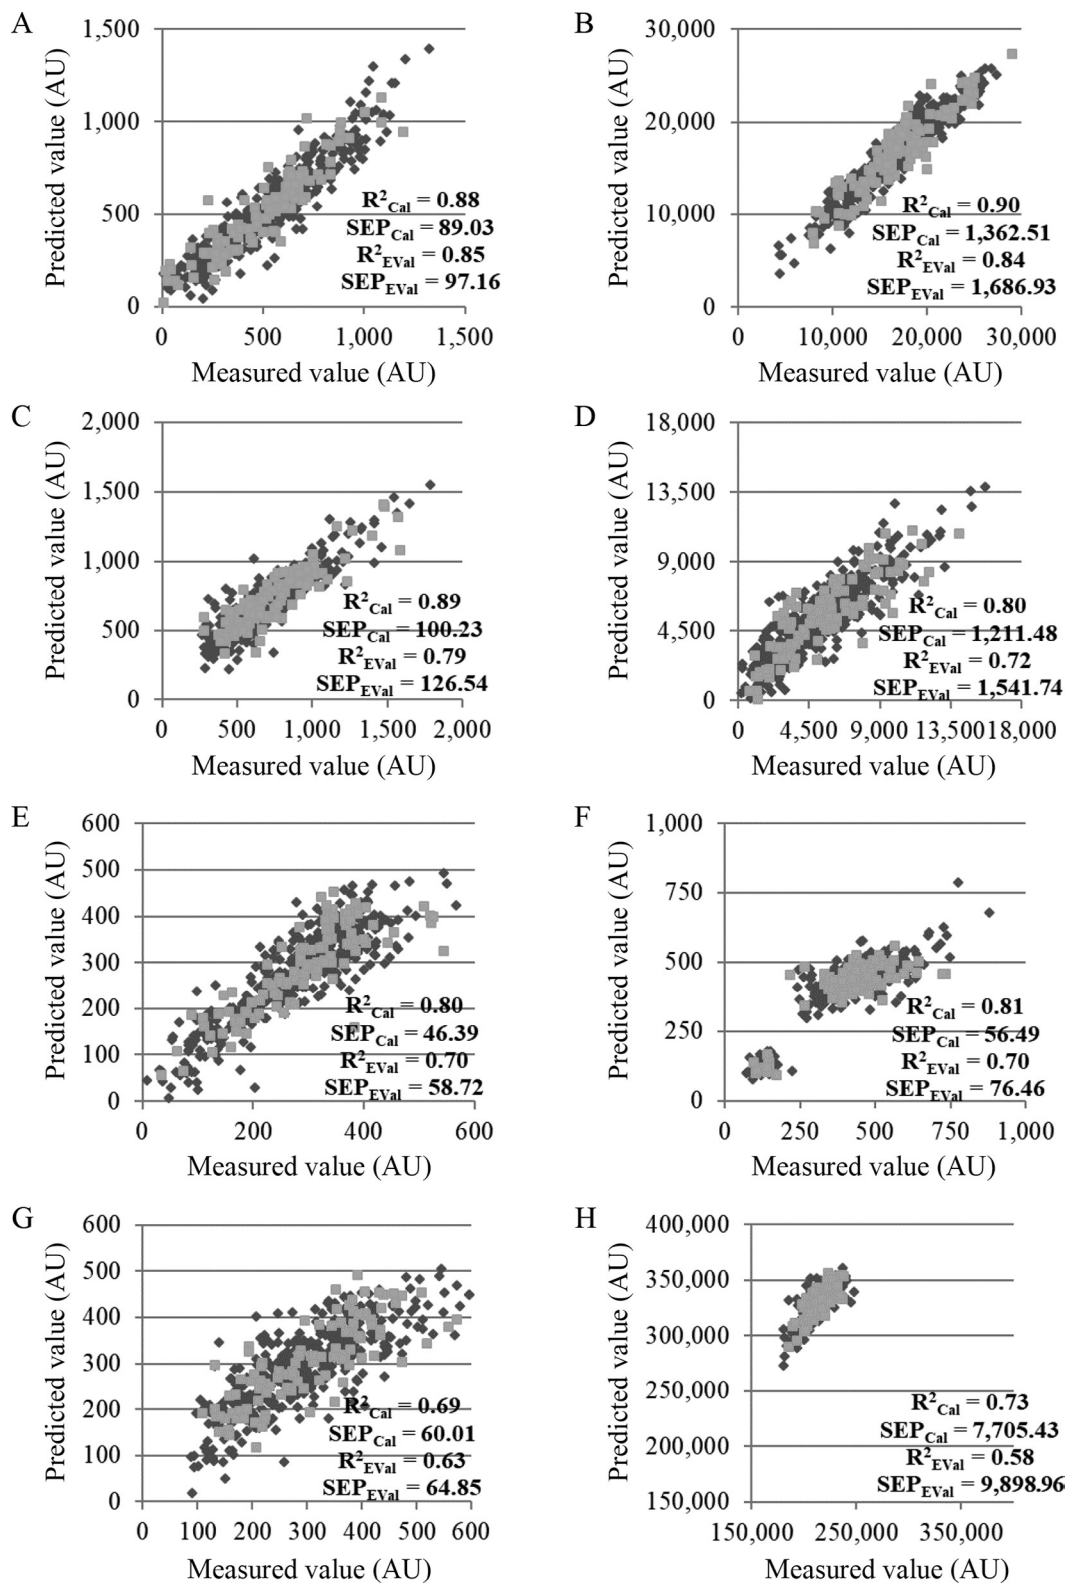 A
Predicted value (AU)
1,500
1,000
500
0
R²Cal = 0.88
SEPCal = 89.03
R²EVal = 0.85
SEPEVal = 97.16
0 500 1,000 1,500
Measured value (AU)
B
Predicted value (AU)
30,000
20,000
10,000
0
R²Cal = 0.90
SEPCal = 1,362.51
R²EVal = 0.84
SEPEVal = 1,686.93
0 10,000 20,000 30,000
Measured value (AU)
C
Predicted value (AU)
2,000
1,500
1,000
500
0
R²Cal = 0.89
SEPCal = 100.23
R²EVal = 0.79
SEPEVal = 126.54
0 500 1,000 1,500 2,000
Measured value (AU)
D
Predicted value (AU)
18,000
13,500
9,000
4,500
0
R²Cal = 0.80
SEPCal = 1,211.48
R²EVal = 0.72
SEPEVal = 1,541.74
0 4,500 9,000 13,500 18,000
Measured value (AU)
E
Predicted value (AU)
600
500
400
300
200
100
0
R²Cal = 0.80
SEPCal = 46.39
R²EVal = 0.70
SEPEVal = 58.72
0 200 400 600
Measured value (AU)
F
Predicted value (AU)
1,000
750
500
250
0
R²Cal = 0.81
SEPCal = 56.49
R²EVal = 0.70
SEPEVal = 76.46
0 250 500 750 1,000
Measured value (AU)
G
Predicted value (AU)
600
500
400
300
200
100
0
R²Cal = 0.69
SEPCal = 60.01
R²EVal = 0.63
SEPEVal = 64.85
0 100 200 300 400 500 600
Measured value (AU)
H
Predicted value (AU)
400,000
350,000
300,000
250,000
200,000
150,000
R²Cal = 0.73
SEPCal = 7,705.43
R²EVal = 0.58
SEPEVal = 9,898.96
150,000 250,000 350,000
Measured value (AU)